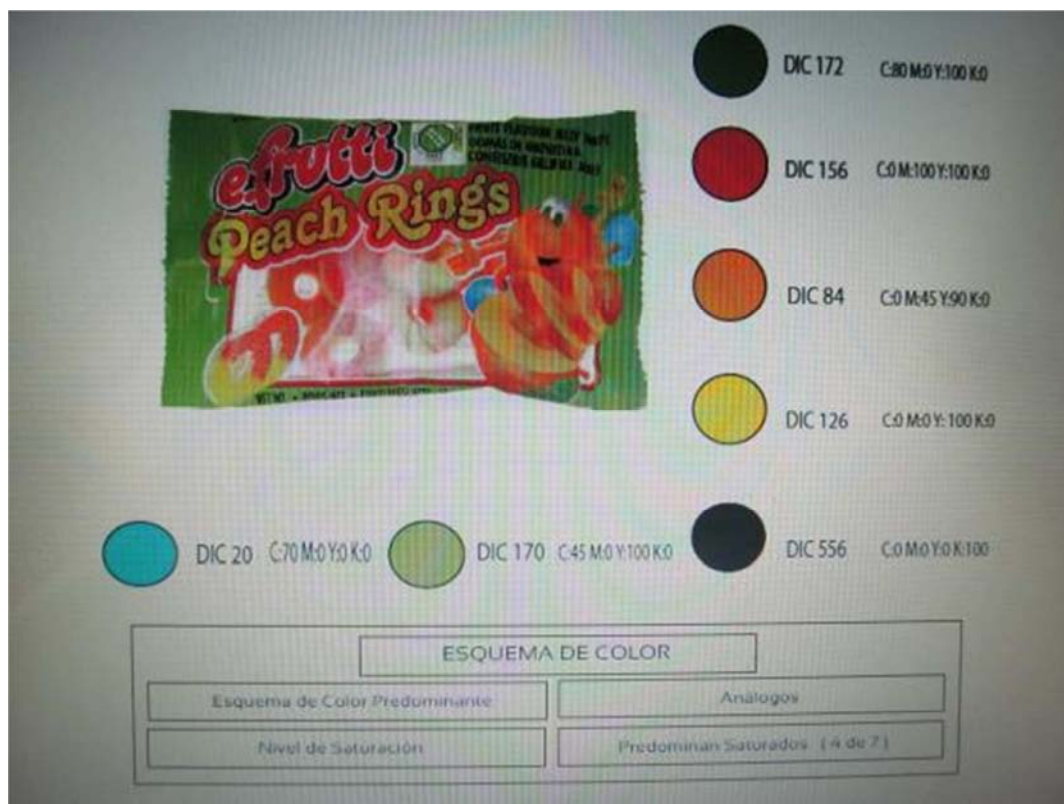 DIC 172 C:80 M:0 Y:100 K:0
efrutti
Peach Rings
DIC 156 C:0 M:100 Y:100 K:0
DIC 84 C:0 M:45 Y:90 K:0
DIC 126 C:0 M:0 Y: 100 K:0
DIC 20 C:70 M:0 Y:0 K:0
DIC 170 C:45 M:0 Y:100 K:0
DIC 556 C:0 M:0 Y:0 K:100
ESQUEMA DE COLOR
Esquema de Color Predominante
Análogos
Nivel de Saturación
Predominan Saturados ( 4 de 7 )